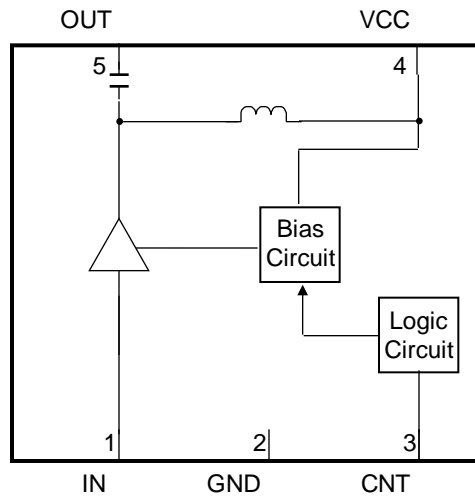 OUT VCC
5 4
Bias
Circuit
Logic
Circuit
1 2 3
IN GND CNT